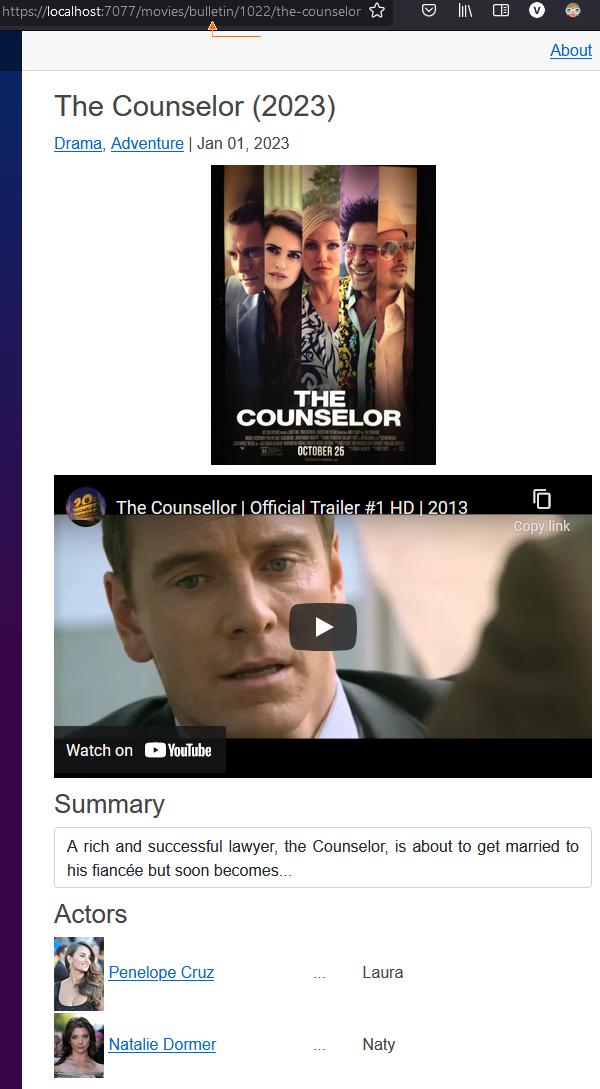 https://localhost:7077/movies/bulletin/1022/the-counselor
About
The Counselor (2023)
Drama, Adventure | Jan 01, 2023
THE
COUNSELOR
OCTOBER 25
The Counsellor | Official Trailer #1 HD | 2013
Copy link
Watch on YouTube
Summary
A rich and successful lawyer, the Counselor, is about to get married to
his fiancée but soon becomes...
Actors
Penelope Cruz ... Laura
Natalie Dormer ... Naty